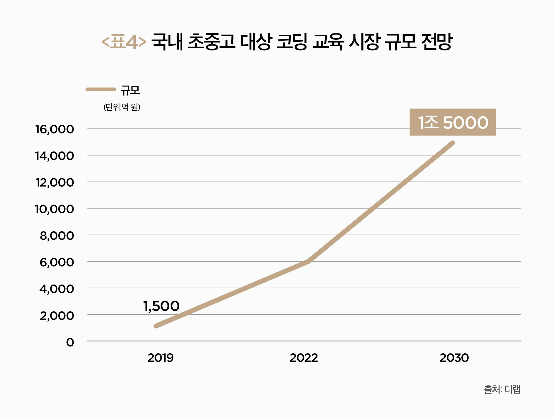 <표4> 국내 초중고 대상 코딩 교육 시장 규모 전망
규모
(단위 억 원)
16,000
14,000
12,000
10,000
8,000
6,000
4,000
2,000
0
1,500
1조 5000
2019
2022
2030
출처: 디랩